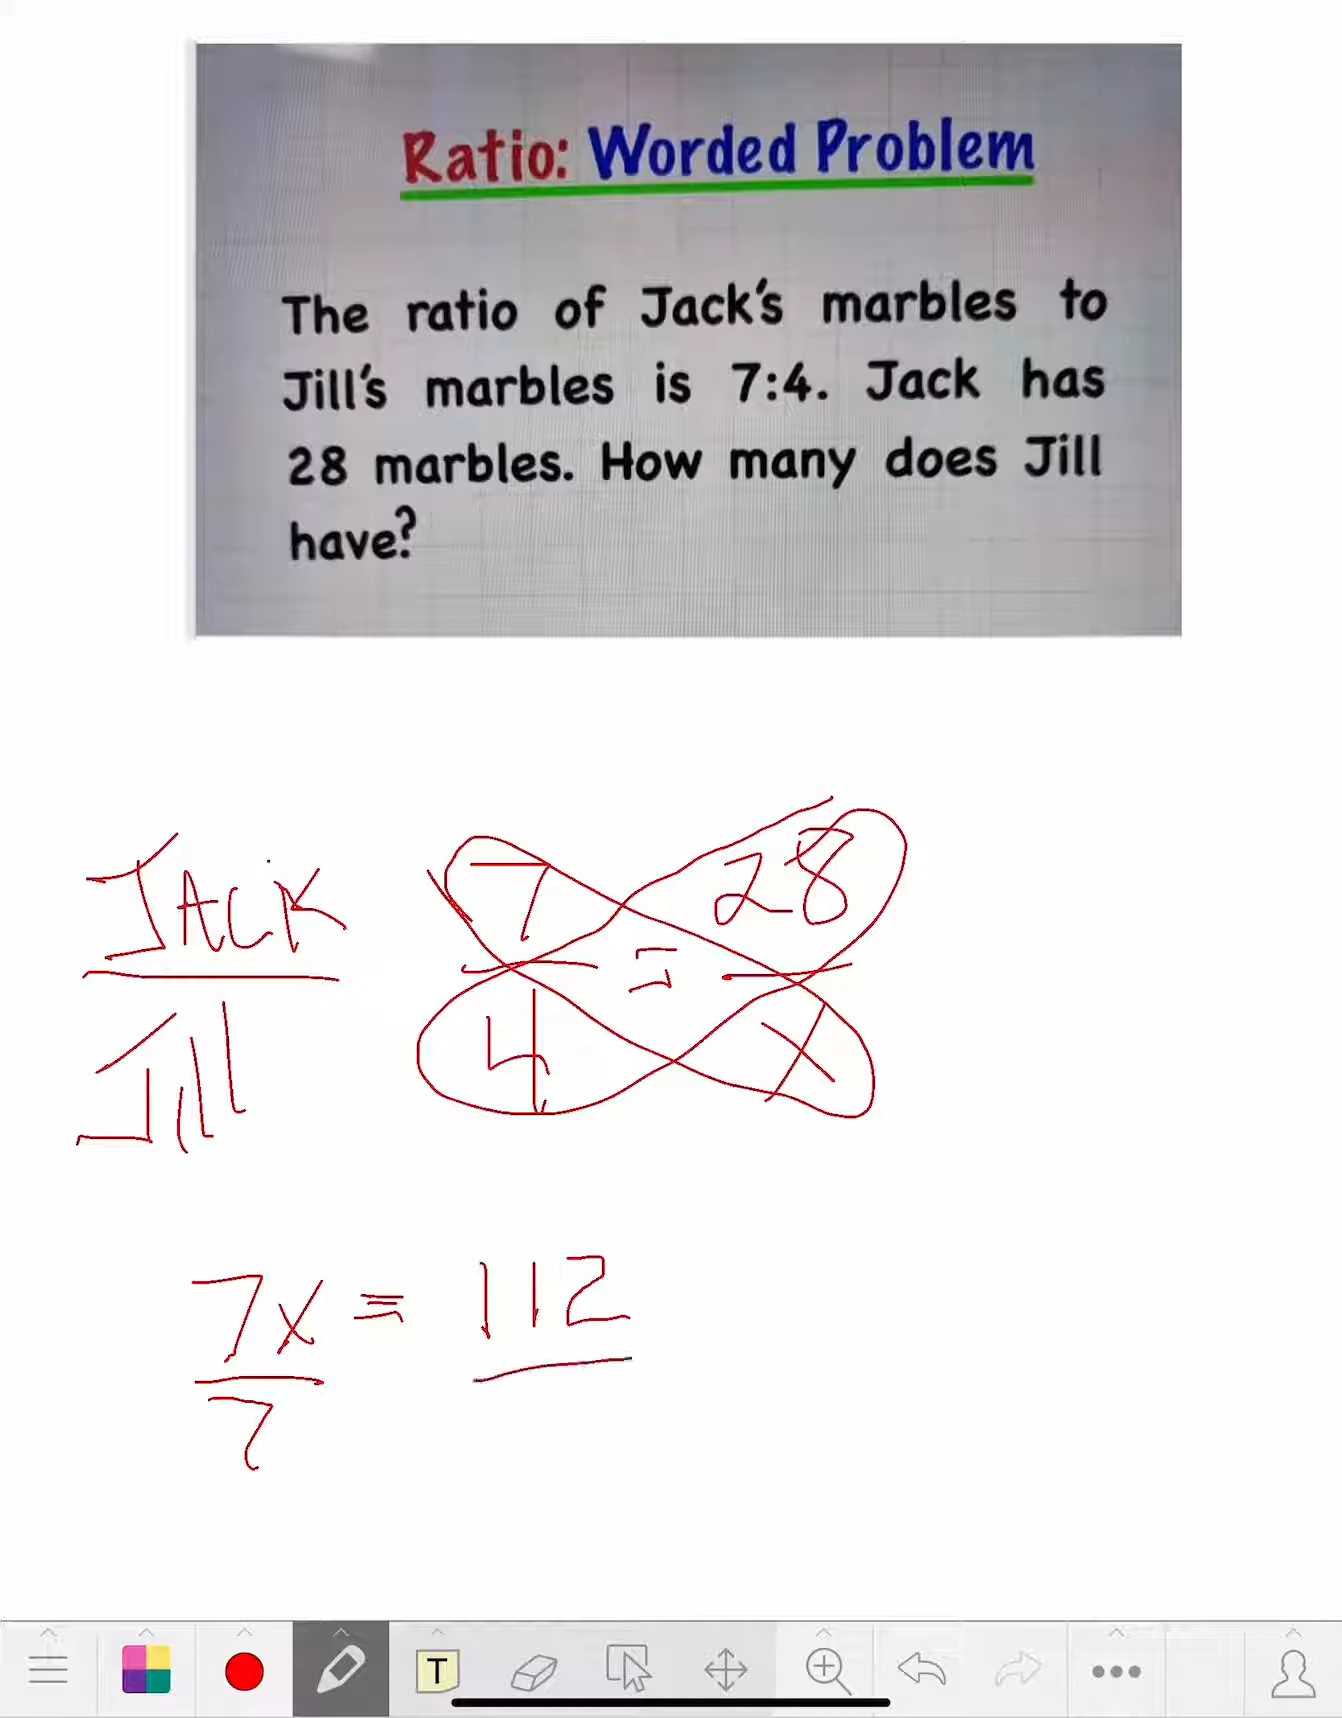 Ratio: Worded Problem
The ratio of Jack's marbles to
Jill's marbles is 7:4. Jack has
28 marbles. How many does Jill
have?
JACK 7 = 28
Jill 4 x
7x = 112
7
T